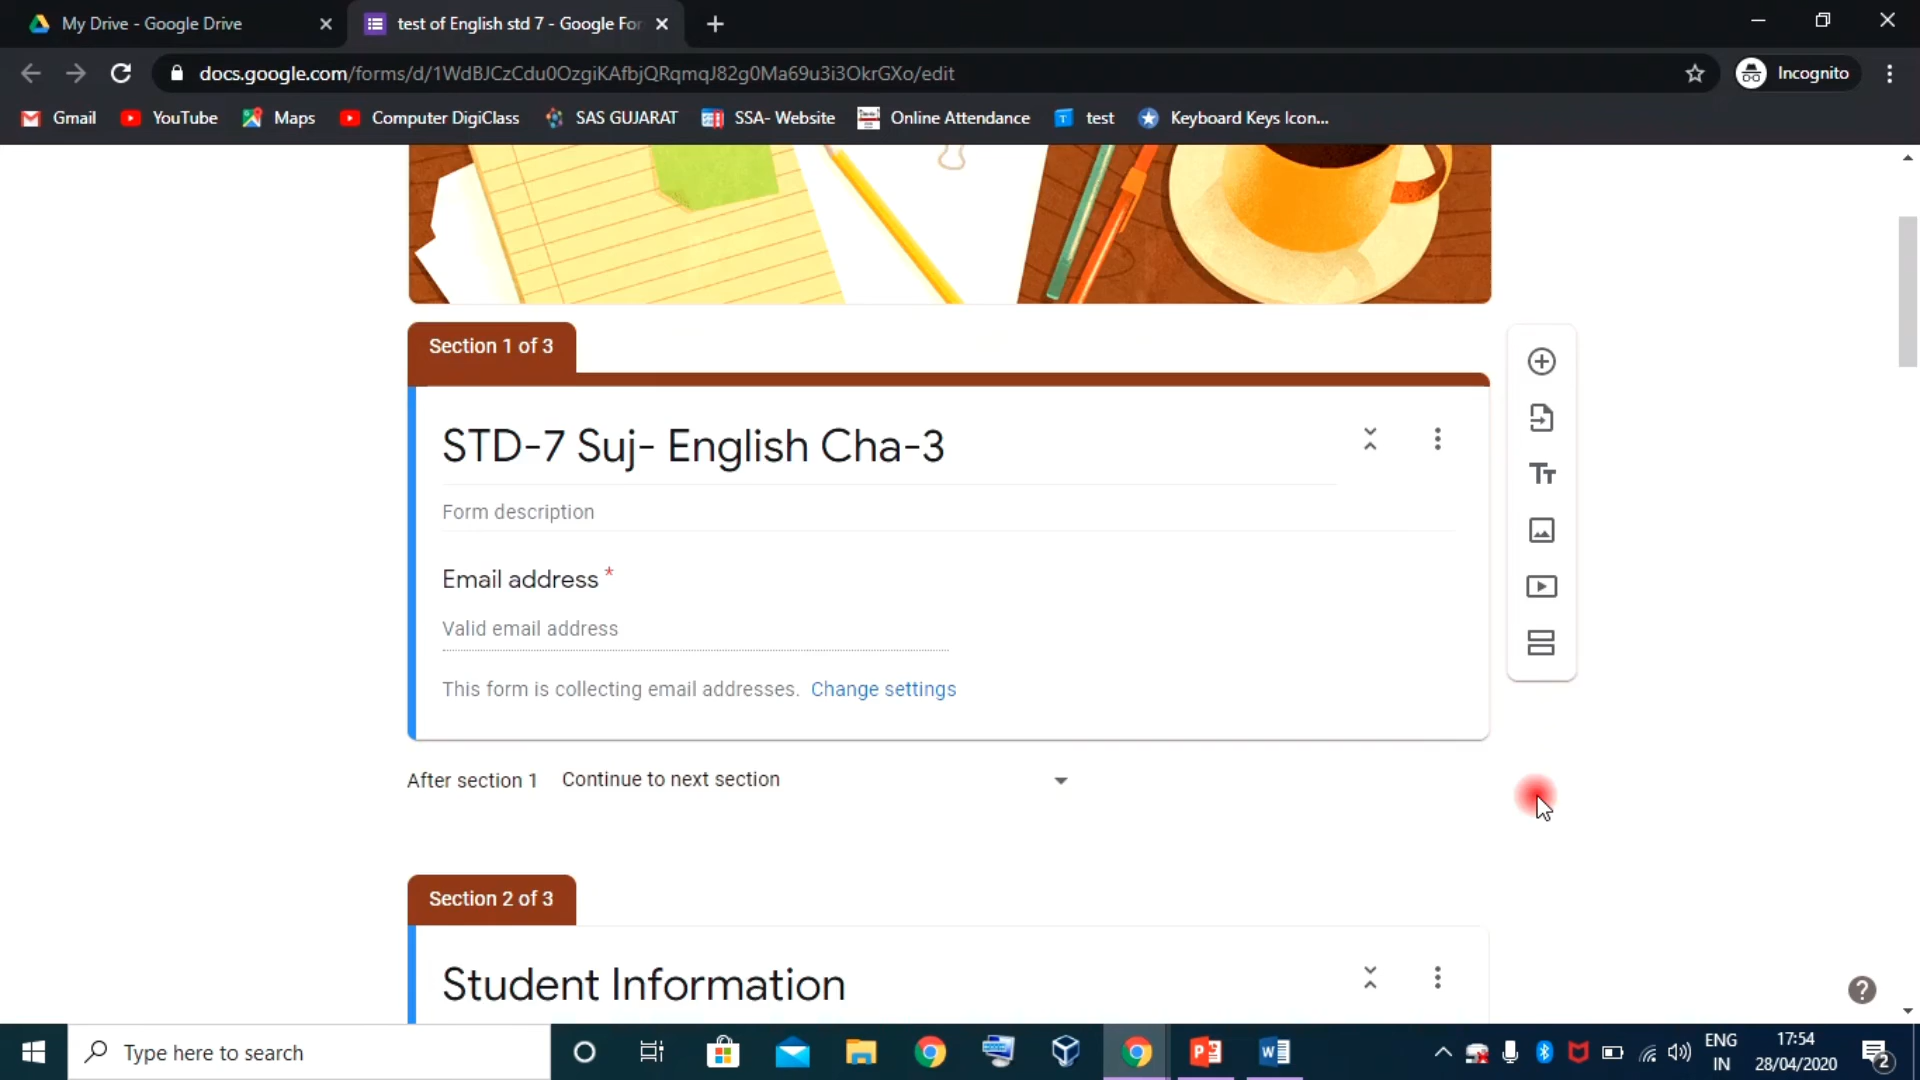 My Drive - Google Drive
test of English std 7 - Google For
docs.google.com/forms/d/1WdBJCzCdu0OzgiKAfbjQRqmqJ82g0Ma69u3i3OkrGXo/edit
Incognito
Gmail
YouTube
Maps
Computer DigiClass
SAS GUJARAT
SSA- Website
Online Attendance
test
Keyboard Keys Icon...
Section 1 of 3
STD-7 Suj- English Cha-3
Form description
Email address *
Valid email address
This form is collecting email addresses. Change settings
After section 1 Continue to next section
Section 2 of 3
Student Information
Type here to search
ENG
IN
17:54
28/04/2020
2